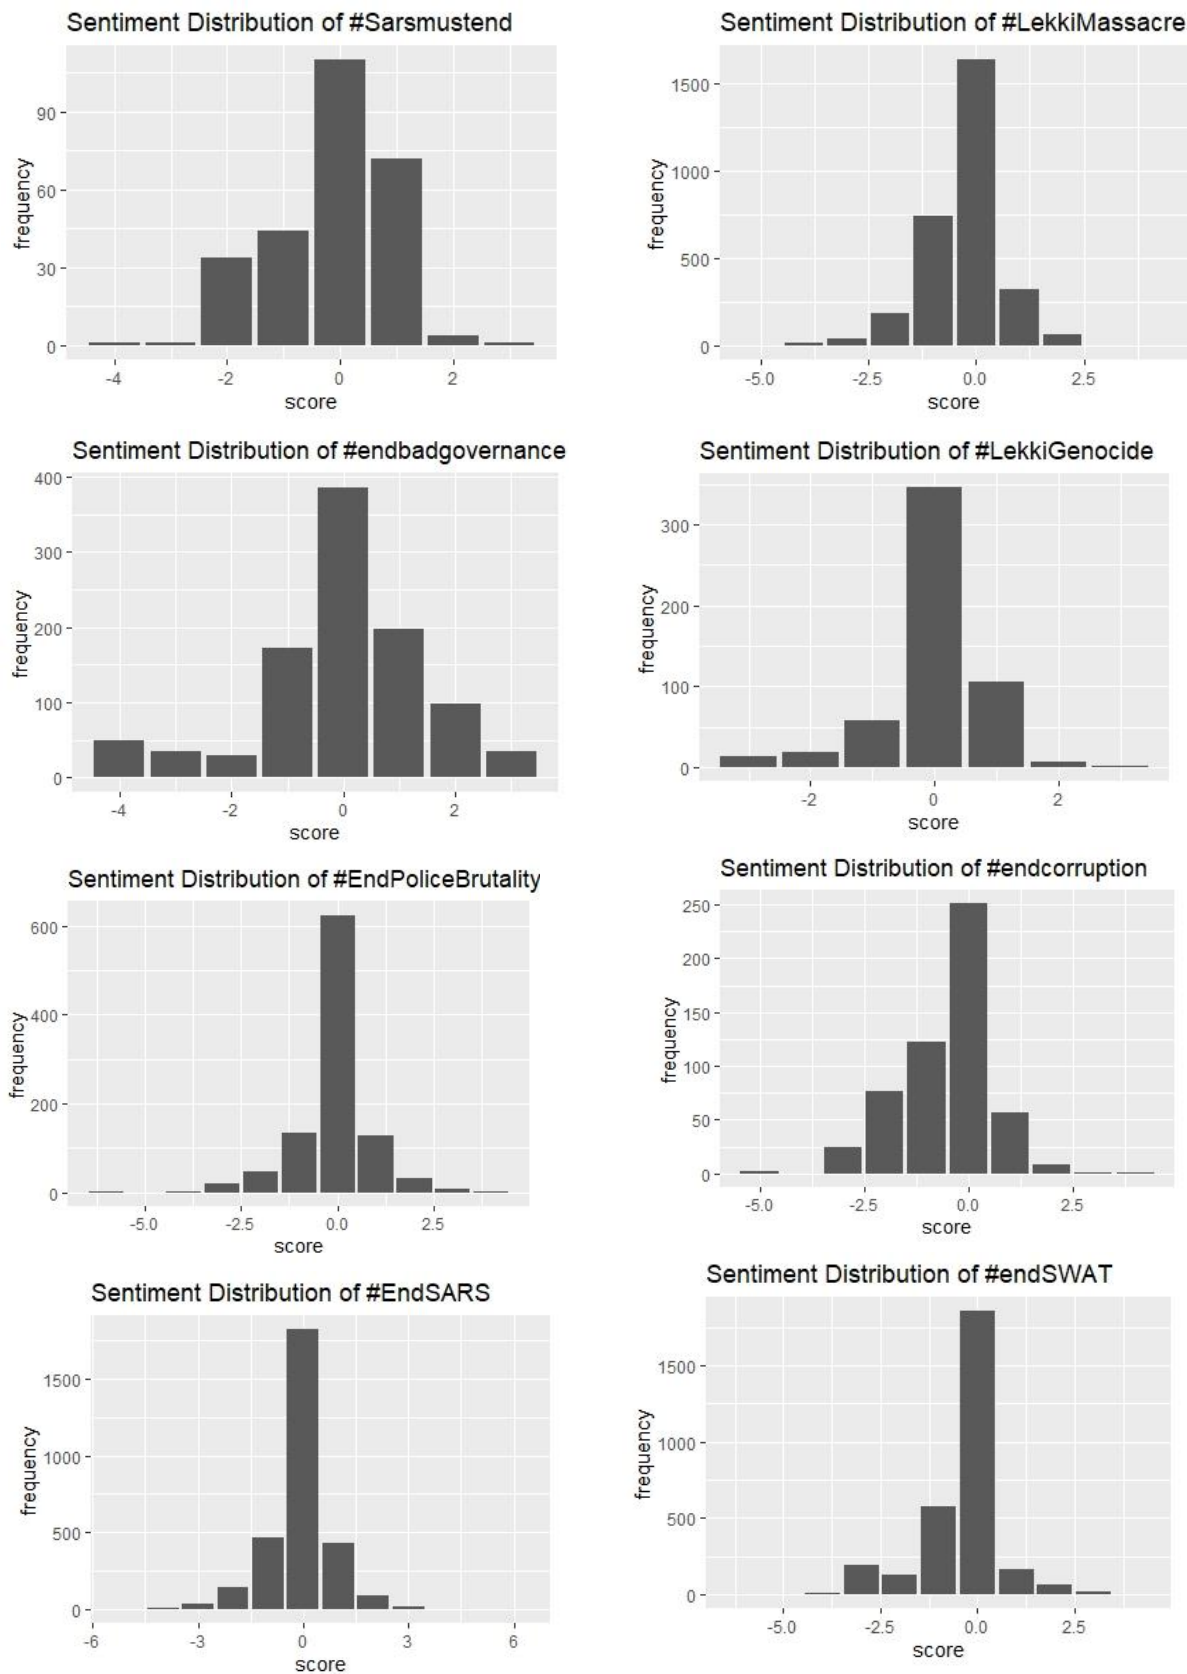 Sentiment Distribution of #Sarsmustend
90
60
30
0
frequency
-4 -2 0 2
score
Sentiment Distribution of #LekkiMassacre
1500
1000
500
0
frequency
-5.0 -2.5 0.0 2.5
score
Sentiment Distribution of #endbadgovernance
400
300
200
100
0
frequency
-4 -2 0 2
score
Sentiment Distribution of #LekkiGenocide
300
200
100
0
frequency
-2 0 2
score
Sentiment Distribution of #EndPoliceBrutality
600
400
200
0
frequency
-5.0 -2.5 0.0 2.5
score
Sentiment Distribution of #endcorruption
250
200
150
100
50
0
frequency
-5.0 -2.5 0.0 2.5
score
Sentiment Distribution of #EndSARS
1500
1000
500
0
frequency
-6 -3 0 3 6
score
Sentiment Distribution of #endSWAT
1500
1000
500
0
frequency
-5.0 -2.5 0.0 2.5
score